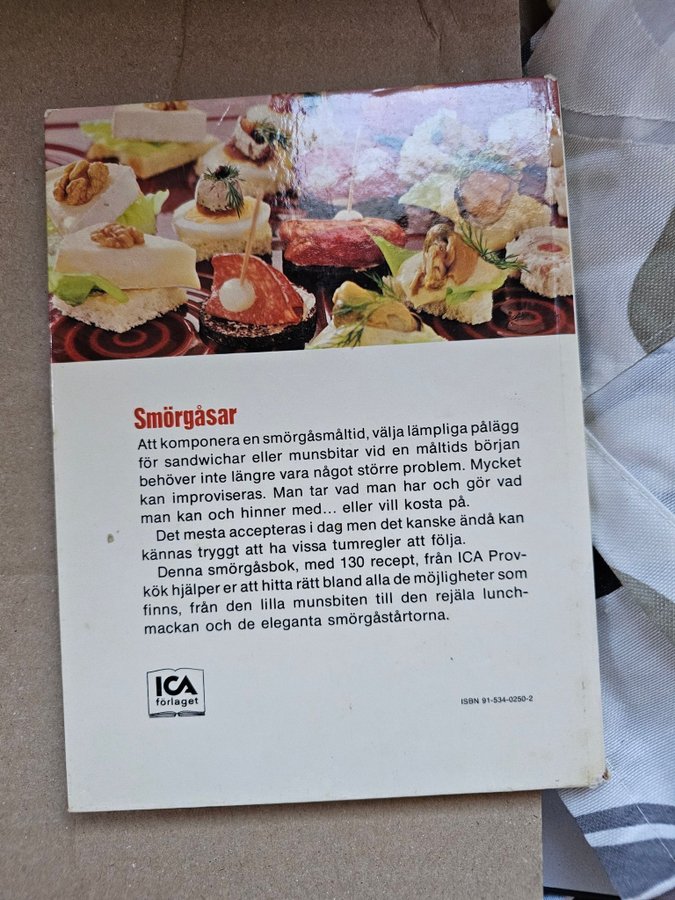 Smörgåsar
Att komponera en smörgåsmåltid, välja lämpliga pålägg
för sandwichar eller munsbitar vid en måltids början
behöver inte längre vara något större problem. Mycket
kan improviseras. Man tar vad man har och gör vad
man kan och hinner med... eller vill kosta på.
Det mesta accepteras i dag men det kanske ändå kan
kännas tryggt att ha vissa tumregler att följa.
Denna smörgåsbok, med 130 recept, från ICA Prov-
kök hjälper er att hitta rätt bland alla de möjligheter som
finns, från den lilla munsbiten till den rejäla lunch-
mackan och de eleganta smörgåstårtorna.
ICA
förlaget
ISBN 91-534-0250-2